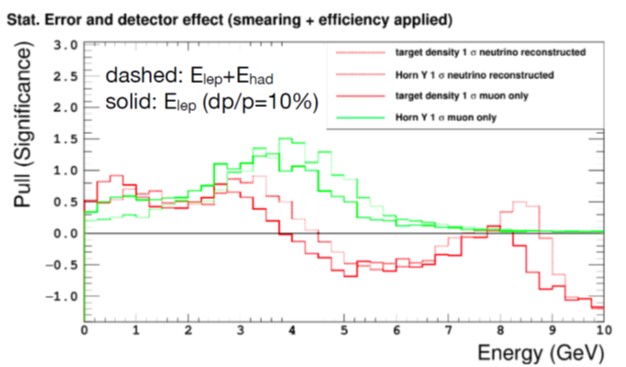 Stat. Error and detector effect (smearing + efficiency applied)
Pull (Significance)
3.0
2.5
2.0
1.5
1.0
0.5
0.0
−0.5
−1.0
dashed: Elep+Ehad
solid: Elep (dp/p=10%)
target density 1 σ neutrino reconstructed
Horn Y 1 σ neutrino reconstructed
target density 1 σ muon only
Horn Y 1 σ muon only
0 1 2 3 4 5 6 7 8 9 10
Energy (GeV)